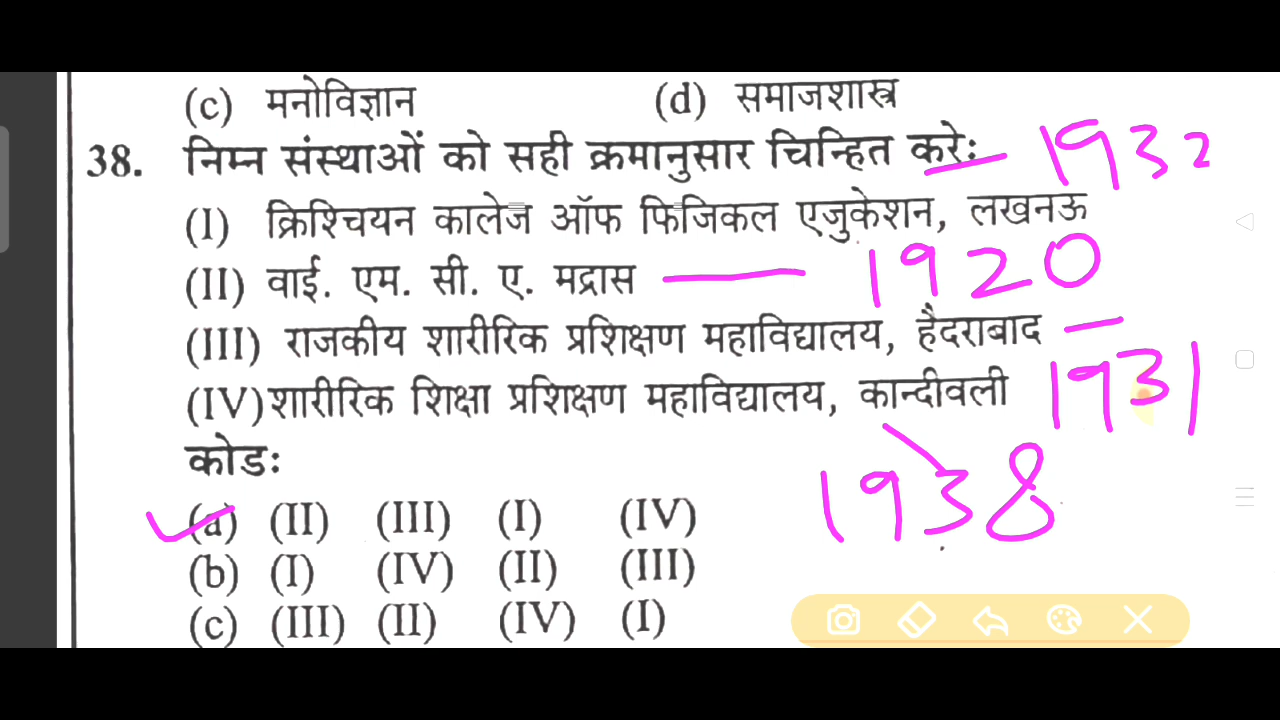 (c) मनोविज्ञान (d) समाजशास्त्र
38. निम्न संस्थाओं को सही क्रमानुसार चिन्हित करेः 1932
(I) क्रिश्चियन कालेज ऑफ फिजिकल एजुकेशन, लखनऊ
(II) वाई. एम. सी. ए. मद्रास 1920
(III) राजकीय शारीरिक प्रशिक्षण महाविद्यालय, हैदराबाद
(IV) शारीरिक शिक्षा प्रशिक्षण महाविद्यालय, कान्दीवली 1931
कोडः 1938
(a) (II) (III) (I) (IV)
(b) (I) (IV) (II) (III)
(c) (III) (II) (IV) (I)